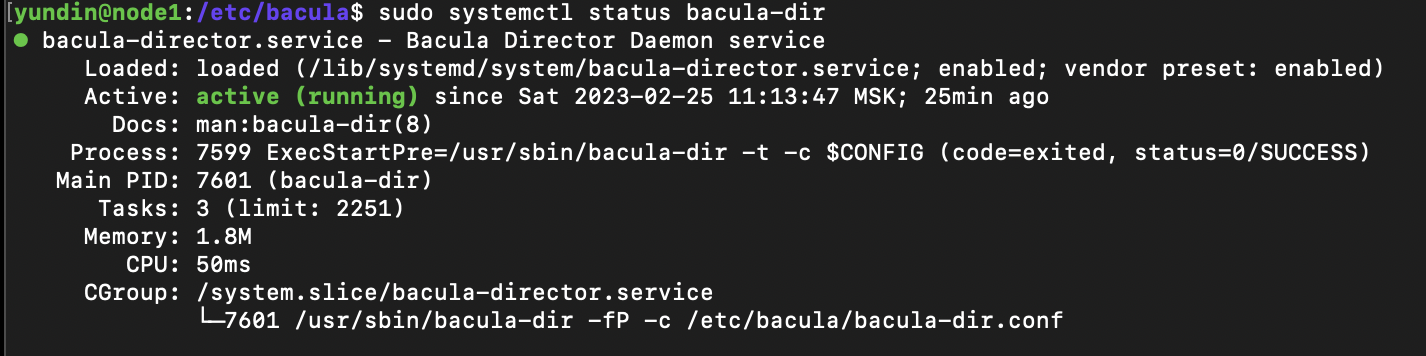 [yundin@node1:/etc/bacula$ sudo systemctl status bacula-dir
● bacula-director.service - Bacula Director Daemon service
Loaded: loaded (/lib/systemd/system/bacula-director.service; enabled; vendor preset: enabled)
Active: active (running) since Sat 2023-02-25 11:13:47 MSK; 25min ago
Docs: man:bacula-dir(8)
Process: 7599 ExecStartPre=/usr/sbin/bacula-dir -t -c $CONFIG (code=exited, status=0/SUCCESS)
Main PID: 7601 (bacula-dir)
Tasks: 3 (limit: 2251)
Memory: 1.8M
CPU: 50ms
CGroup: /system.slice/bacula-director.service
└─7601 /usr/sbin/bacula-dir -fP -c /etc/bacula/bacula-dir.conf